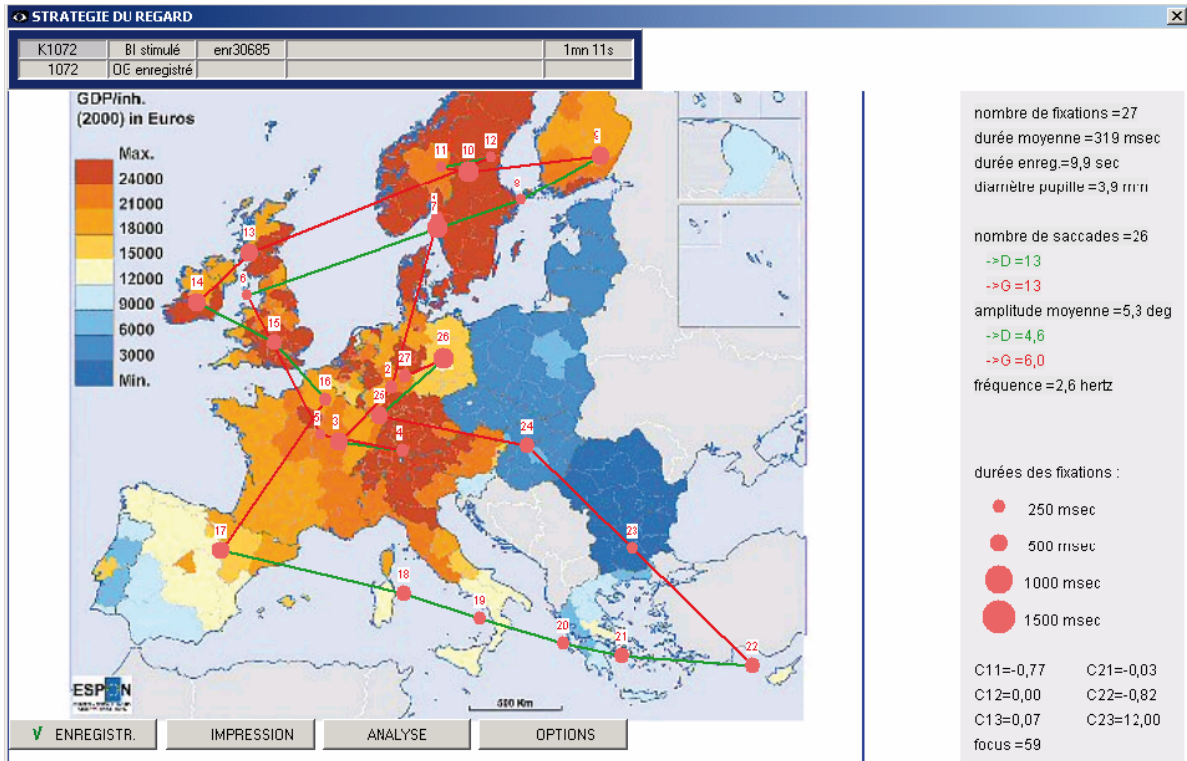 STRATEGIE DU REGARD
K1072 BI stimulé enr30685 1mn 11s
1072 OG enregistré
GDP/inh.
(2000) in Euros
Max.
24000
21000
18000
15000
12000
9000
6000
3000
Min.
9
12
11 10
8
7
13
6
14
15
26
27
2
16
25
5 3 4
24
17
23
18
19
20
21
22
ESPON
500 Km
ENREGISTR. IMPRESSION ANALYSE OPTIONS
nombre de fixations =27
durée moyenne =319 msec
durée enreg.=9,9 sec
diamètre pupille =3,9 mm
nombre de saccades =26
->D =13
->G =13
amplitude moyenne =5,3 deg
->D =4,6
->G =6,0
fréquence =2,6 hertz
durées des fixations :
250 msec
500 msec
1000 msec
1500 msec
C11=-0,77 C21=-0,03
C12=0,00 C22=-0,82
C13=0,07 C23=12,00
focus =59